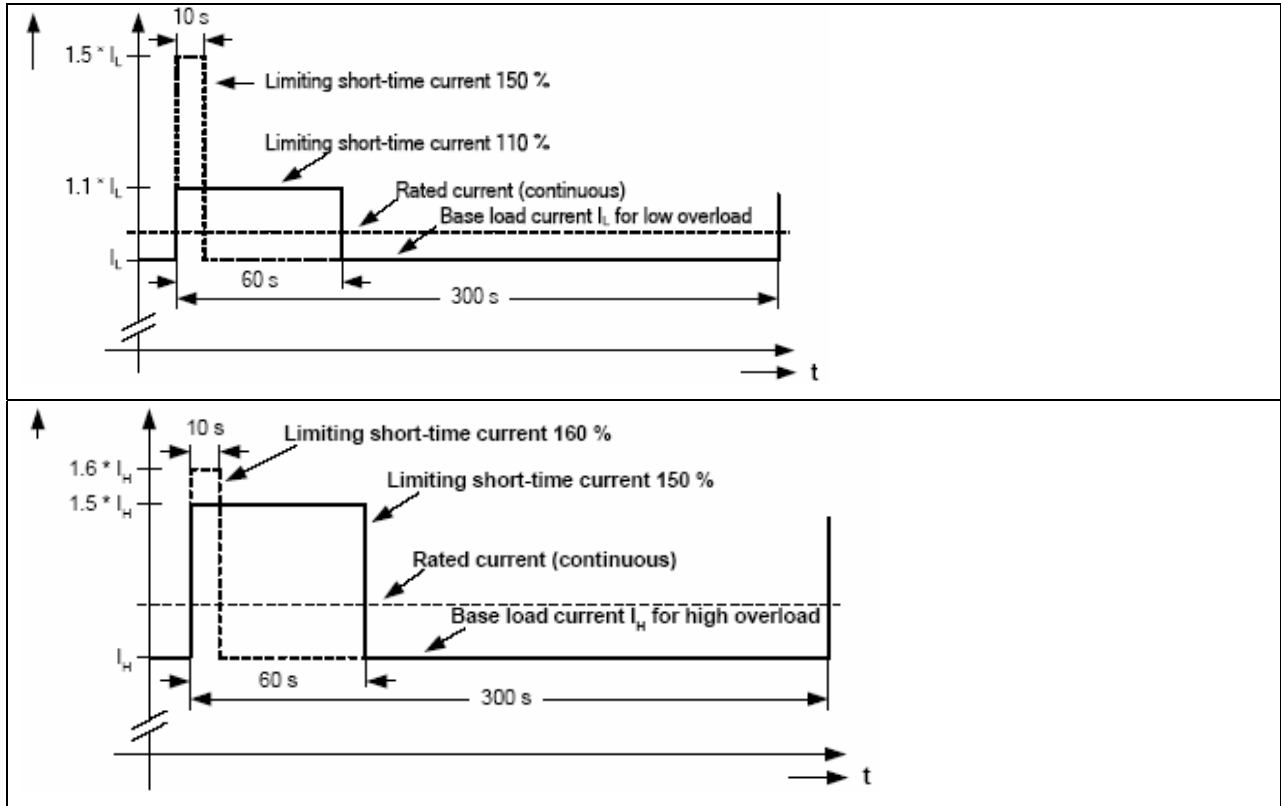 10 s
1.5 * I_L
Limiting short-time current 150 %
Limiting short-time current 110 %
1.1 * I_L
Rated current (continuous)
Base load current I_L for low overload
I_L
60 s
300 s
t
10 s
Limiting short-time current 160 %
1.6 * I_H
Limiting short-time current 150 %
1.5 * I_H
Rated current (continuous)
Base load current I_H for high overload
I_H
60 s
300 s
t